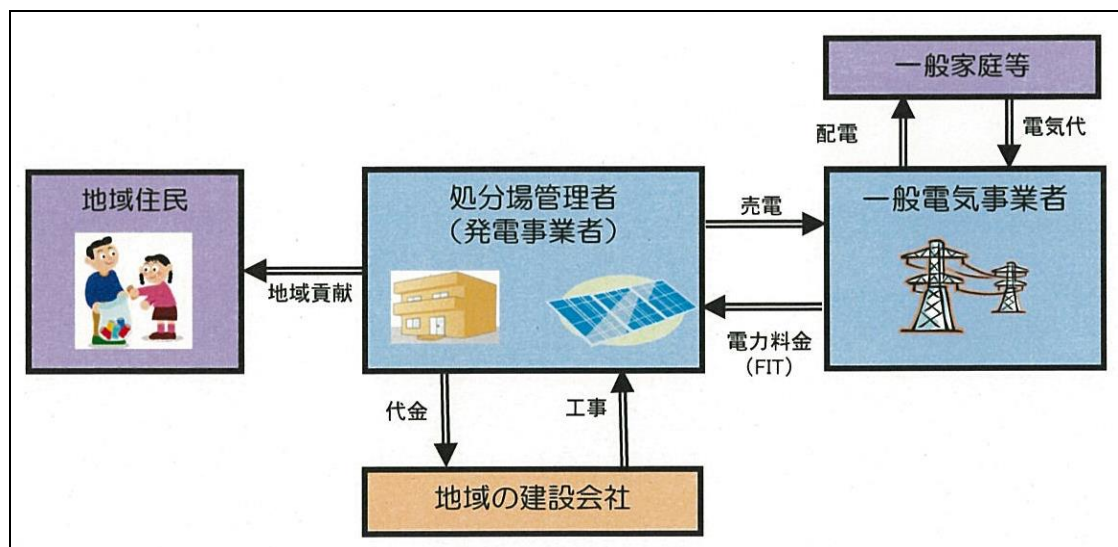 一般家庭等
配電
電気代
地域住民
処分場管理者
(発電事業者)
売電
一般電気事業者
地域貢献
電力料金
(FIT)
代金
工事
地域の建設会社